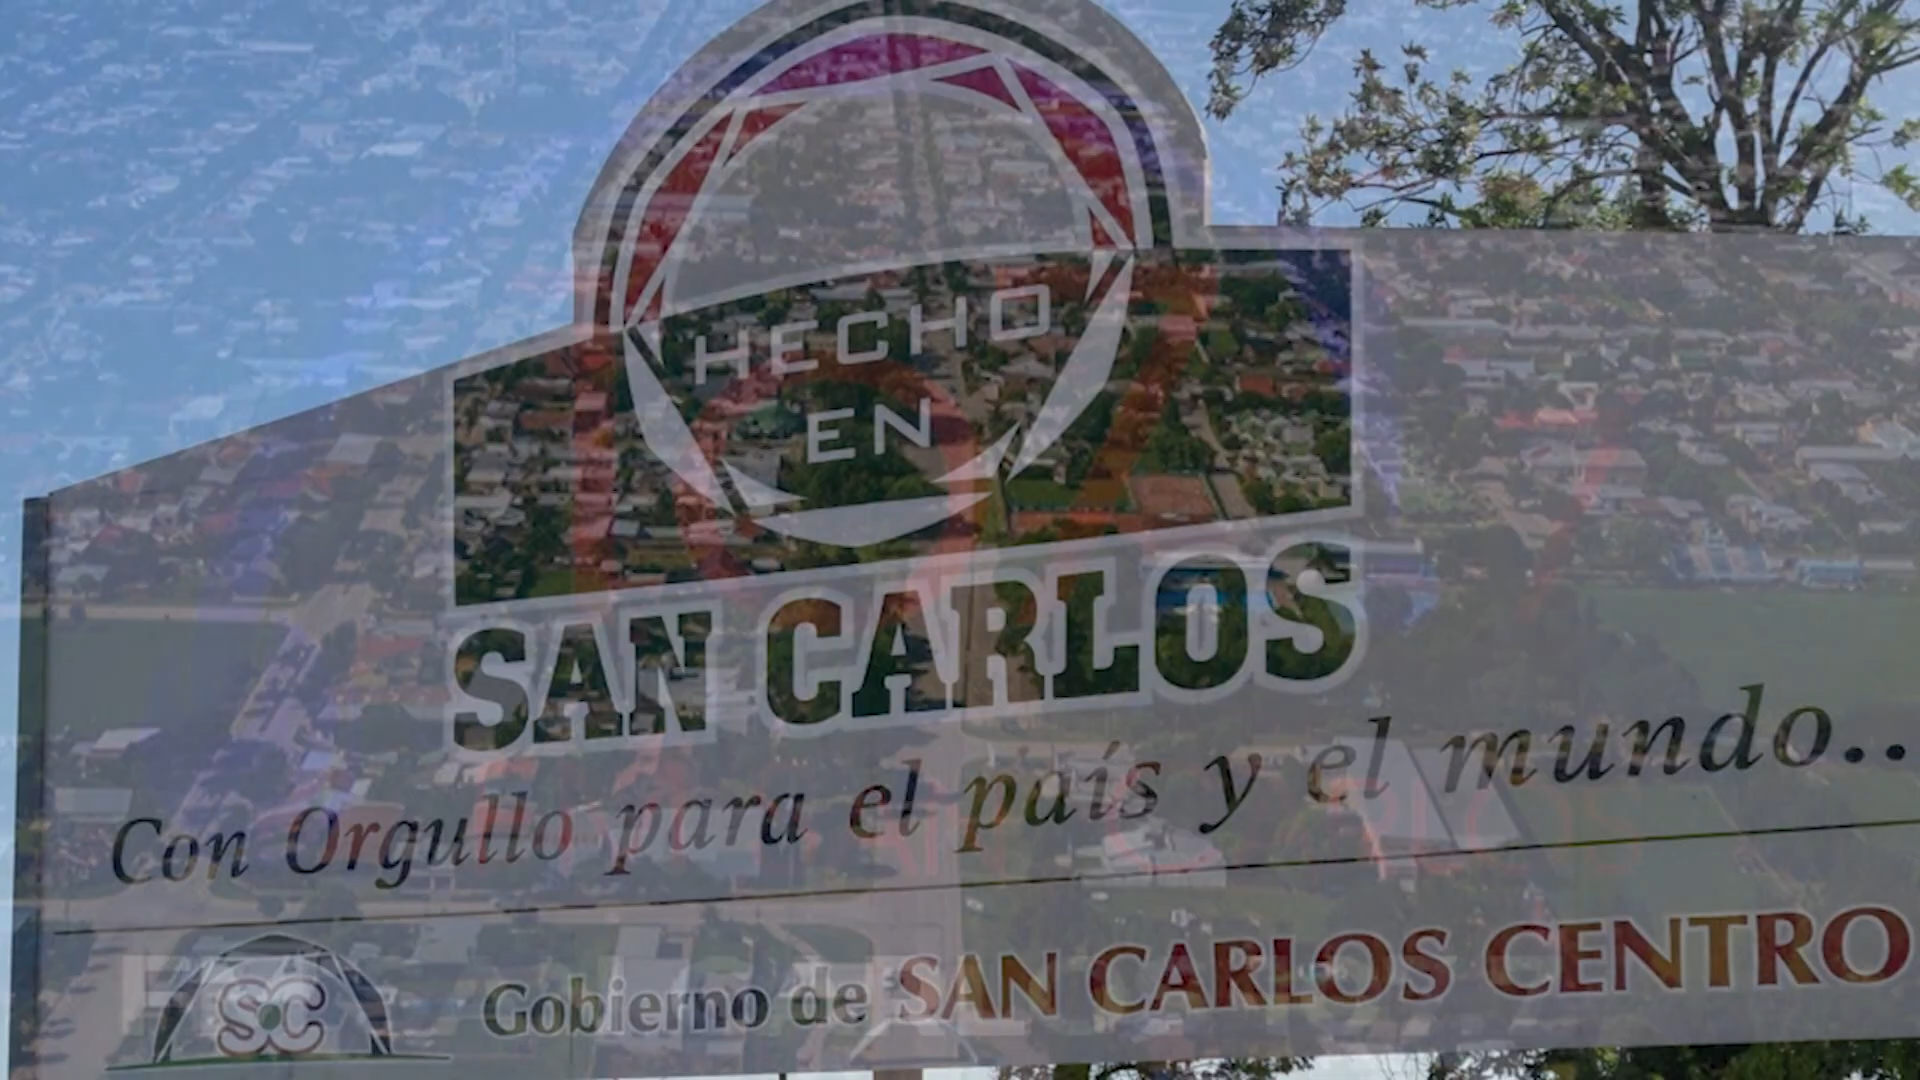 HECHO
EN
SAN CARLOS
Con Orgullo para el país y el mundo..
SC
Gobierno de SAN CARLOS CENTRO